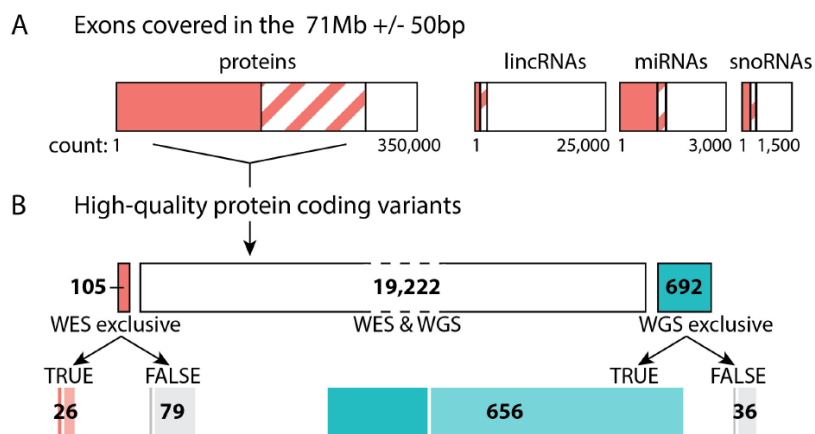 A Exons covered in the 71Mb +/- 50bp
proteins lincRNAs miRNAs snoRNAs
count: 1 350,000 1 25,000 1 3,000 1 1,500
B High-quality protein coding variants
105 19,222 692
WES exclusive WES & WGS WGS exclusive
TRUE FALSE TRUE FALSE
26 79 656 36